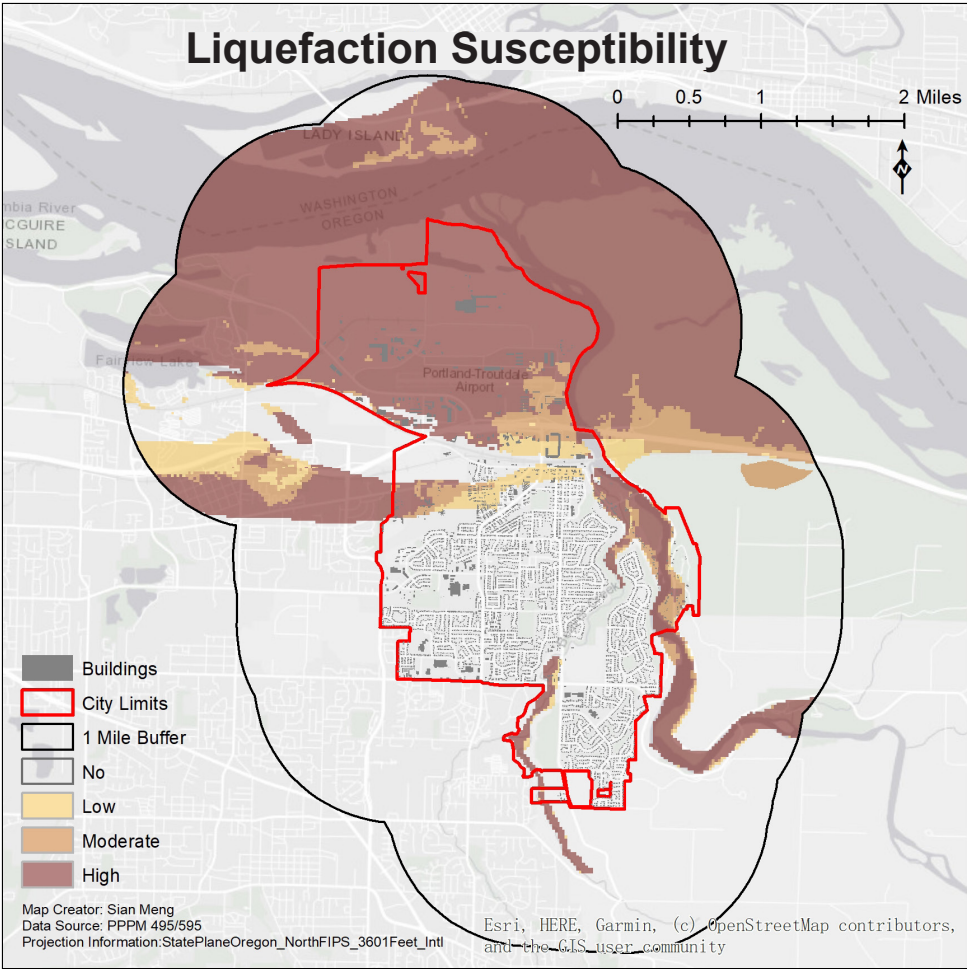 Liquefaction Susceptibility
0 0.5 1 2 Miles
N
LADY ISLAND
WASHINGTON
OREGON
mbia River
CGUIRE
SLAND
Fairview Lake
Portland-Troutdale
Airport
Buildings
City Limits
1 Mile Buffer
No
Low
Moderate
High
Map Creator: Sian Meng
Data Source: PPPM 495/595
Projection Information:StatePlaneOregon_NorthFIPS_3601Feet_Intl
Esri, HERE, Garmin, (c) OpenStreetMap contributors,
and the GIS user community